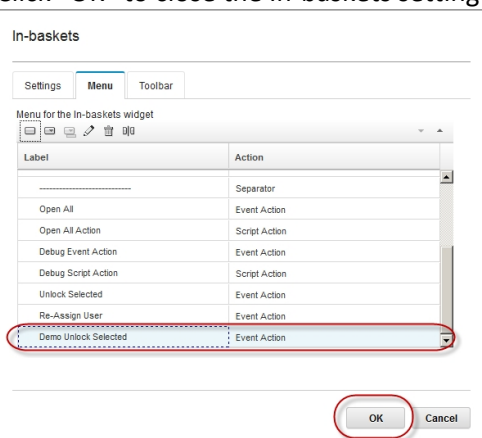 click "OK" to close the in-baskets setting
In-baskets
Settings Menu Toolbar
Menu for the In-baskets widget
Label Action
---------------------------- Separator
Open All Event Action
Open All Action Script Action
Debug Event Action Event Action
Debug Script Action Script Action
Unlock Selected Event Action
Re-Assign User Event Action
Demo Unlock Selected Event Action
OK Cancel